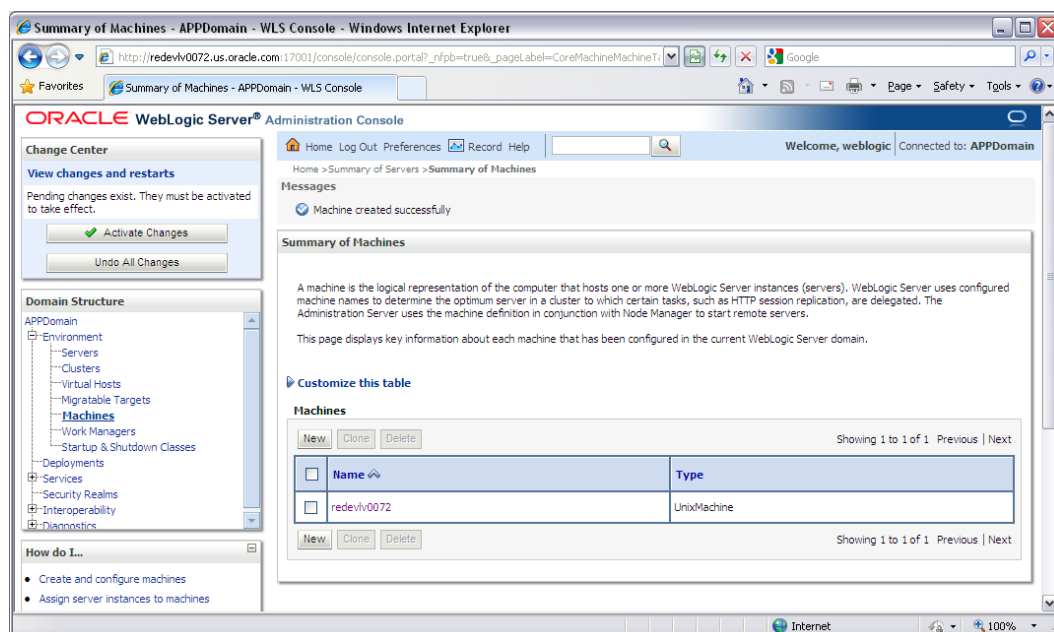 Summary of Machines - APPDomain - WLS Console - Windows Internet Explorer
http://redevlv0072.us.oracle.com:17001/console/console.portal?_nfpb=true&_pageLabel=CoreMachineMachineT
Google
Favorites
Summary of Machines - APPDomain - WLS Console
Page Safety Tools
ORACLE WebLogic Server® Administration Console
Change Center
View changes and restarts
Pending changes exist. They must be activated
to take effect.
Activate Changes
Undo All Changes
Domain Structure
APPDomain
Environment
Servers
Clusters
Virtual Hosts
Migratable Targets
Machines
Work Managers
Startup & Shutdown Classes
Deployments
Services
Security Realms
Interoperability
Diagnostics
How do I...
Create and configure machines
Assign server instances to machines
Home Log Out Preferences Record Help
Welcome, weblogic Connected to: APPDomain
Home >Summary of Servers >Summary of Machines
Messages
Machine created successfully
Summary of Machines
A machine is the logical representation of the computer that hosts one or more WebLogic Server instances (servers). WebLogic Server uses configured
machine names to determine the optimum server in a cluster to which certain tasks, such as HTTP session replication, are delegated. The
Administration Server uses the machine definition in conjunction with Node Manager to start remote servers.
This page displays key information about each machine that has been configured in the current WebLogic Server domain.
Customize this table
Machines
New Clone Delete
Showing 1 to 1 of 1 Previous | Next
Name Type
redevlv0072 UnixMachine
New Clone Delete
Showing 1 to 1 of 1 Previous | Next
Internet
100%